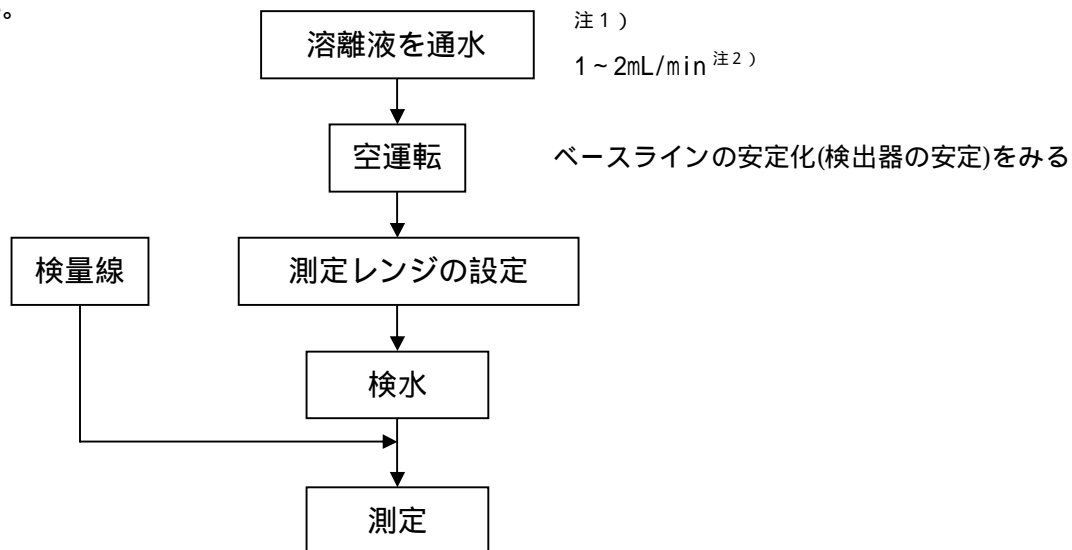 。
注1)
溶離液を通水
1~2mL/min 注2)
空運転
ベースラインの安定化(検出器の安定)をみる
検量線
測定レンジの設定
検水
測定